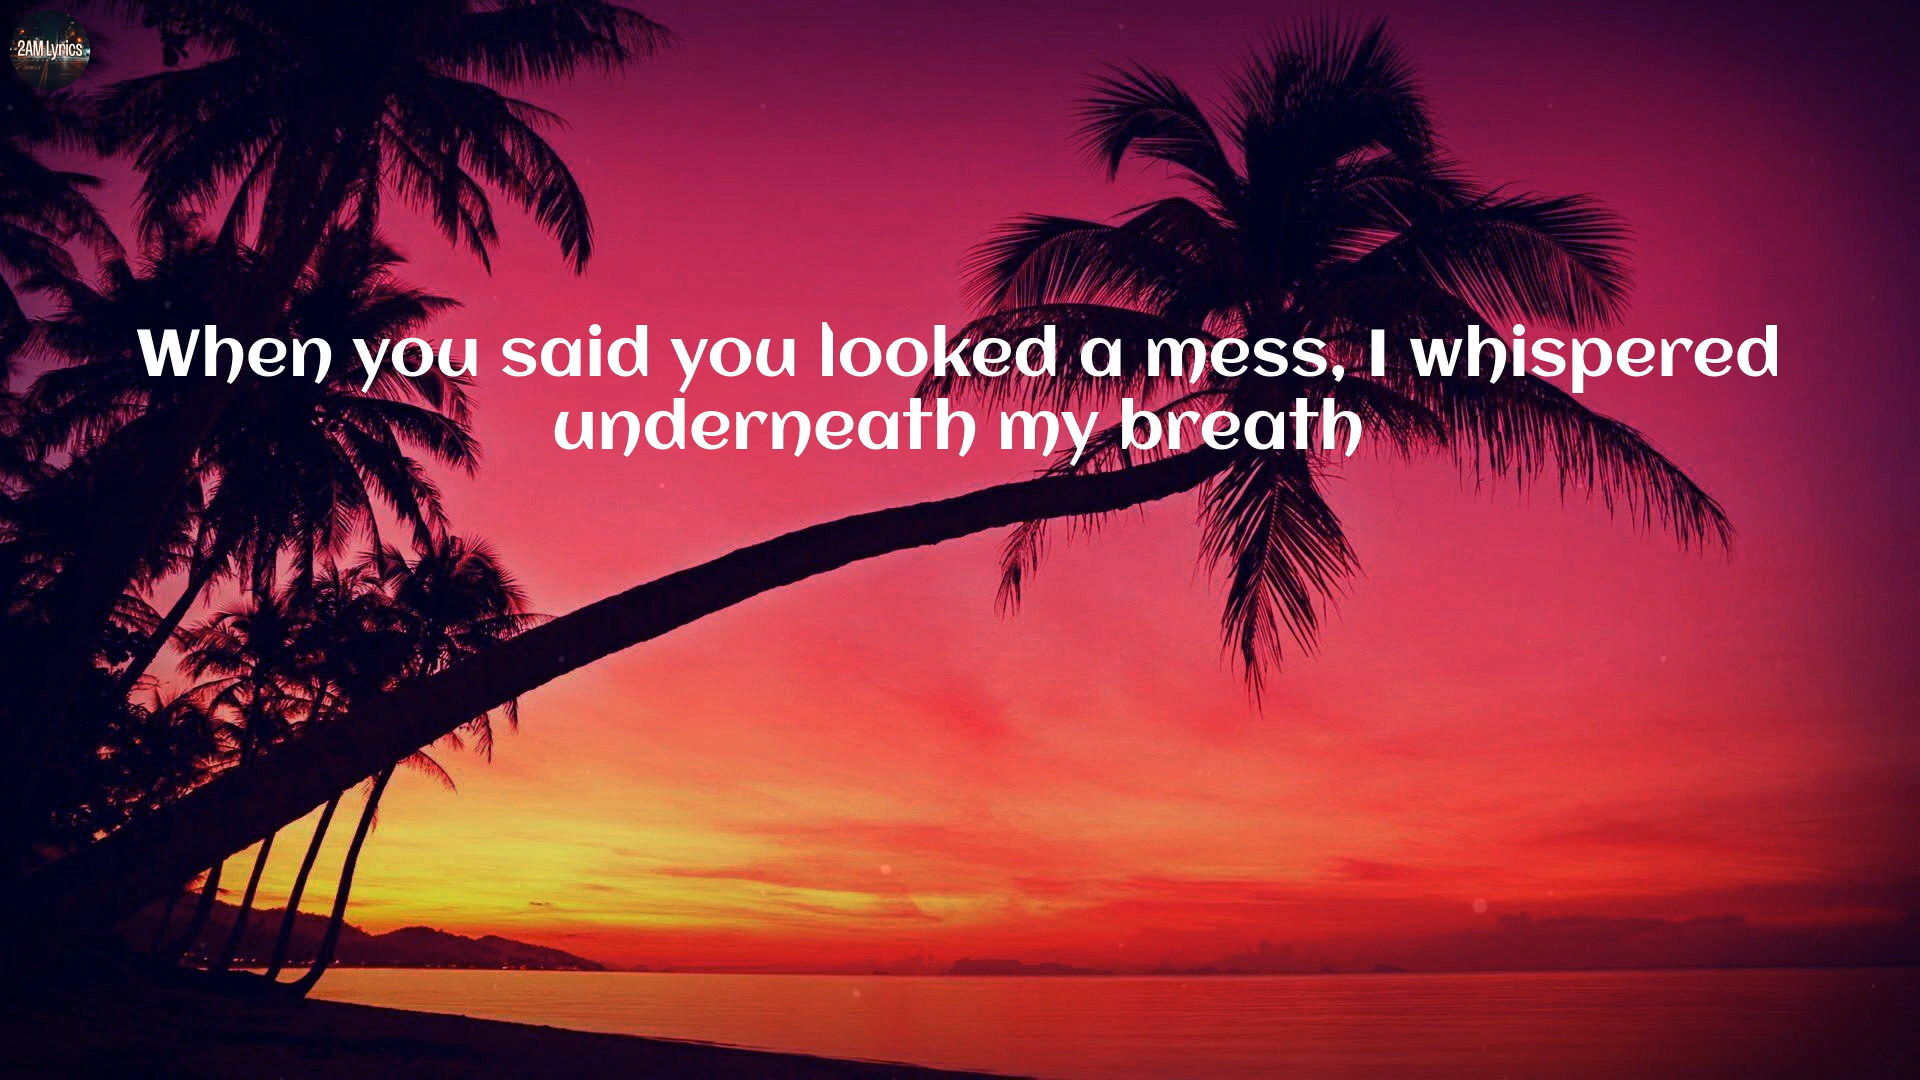 2AM Lyrics
When you said you looked a mess, I whispered
underneath my breath